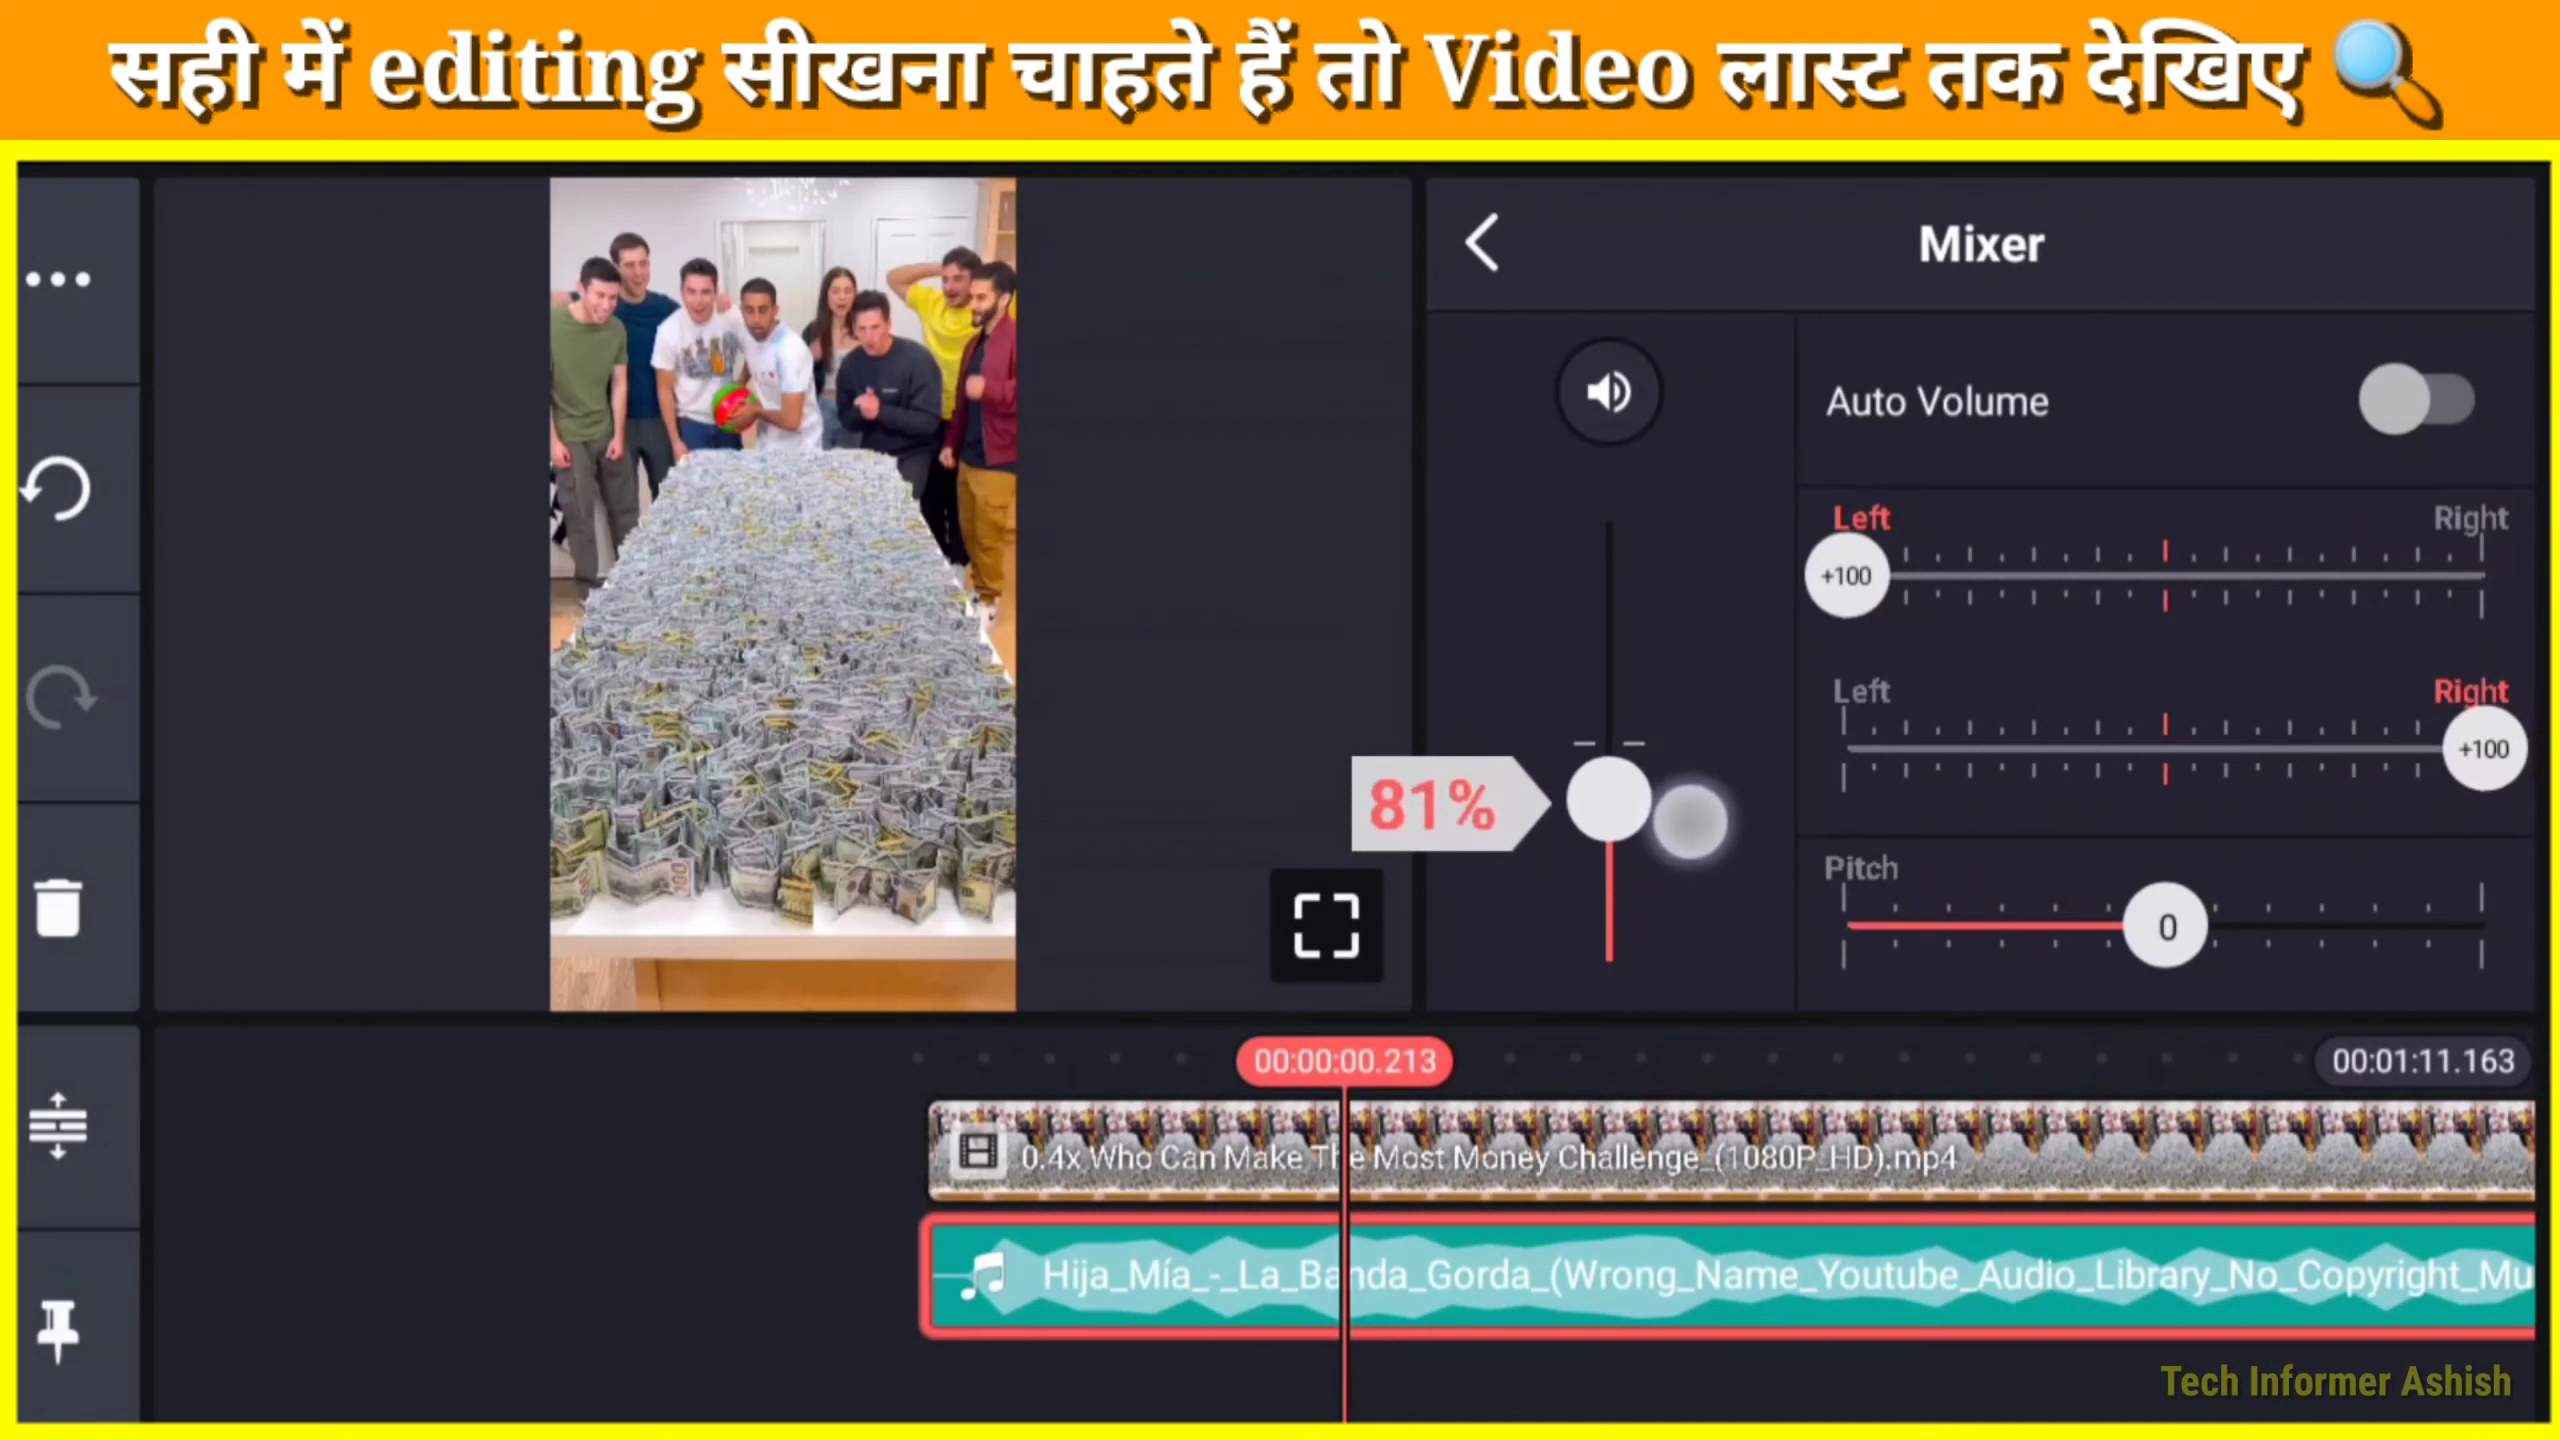 सही में editing सीखना चाहते हैं तो Video लास्ट तक देखिए
Mixer
Auto Volume
Left Right
+100
Left Right
+100
81%
Pitch
0
00:00:00.213
00:01:11.163
0.4x Who Can Make The Most Money Challenge_(1080P_HD).mp4
Hija_Mía_-_La_Banda_Gorda_(Wrong_Name_Youtube_Audio_Library_No_Copyright_Mu
Tech Informer Ashish